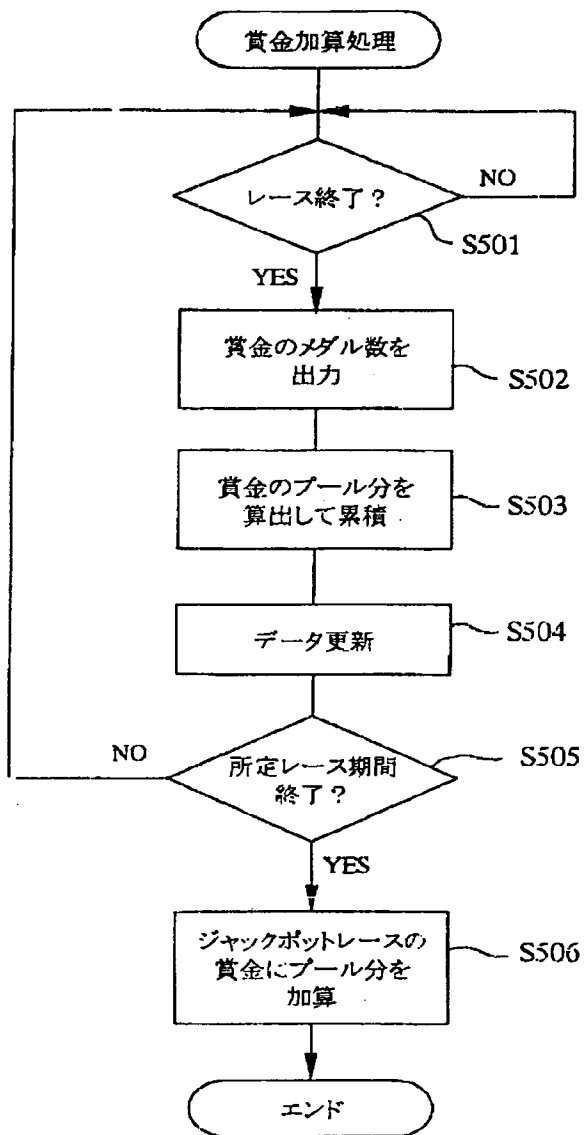 賞金加算処理
レース終了？
NO
S501
YES
賞金のメダル数を
出力
S502
賞金のプール分を
算出して累積
S503
データ更新
S504
NO
所定レース期間
終了？
S505
YES
ジャックポットレースの
賞金にプール分を
加算
S506
エンド